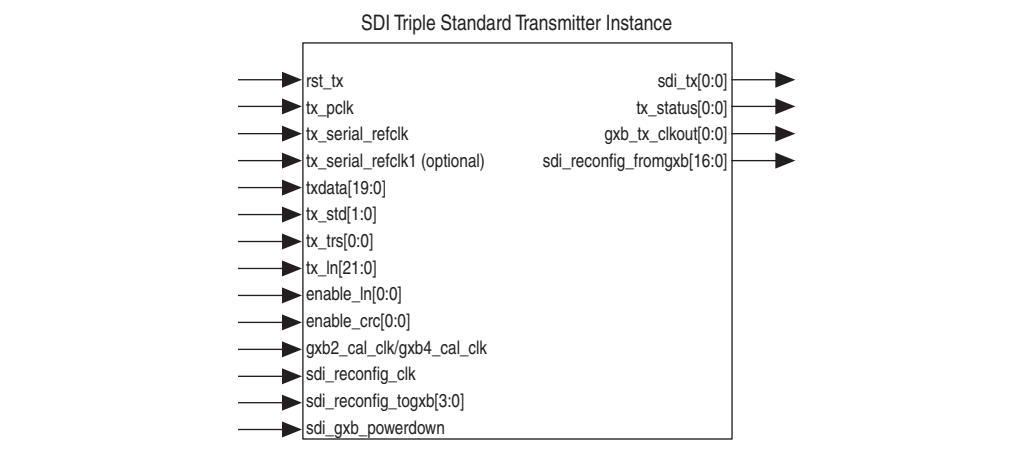 SDI Triple Standard Transmitter Instance
rst_tx sdi_tx[0:0]
tx_pclk tx_status[0:0]
tx_serial_refclk gxb_tx_clkout[0:0]
tx_serial_refclk1 (optional) sdi_reconfig_fromgxb[16:0]
txdata[19:0]
tx_std[1:0]
tx_trs[0:0]
tx_ln[21:0]
enable_ln[0:0]
enable_crc[0:0]
gxb2_cal_clk/gxb4_cal_clk
sdi_reconfig_clk
sdi_reconfig_togxb[3:0]
sdi_gxb_powerdown